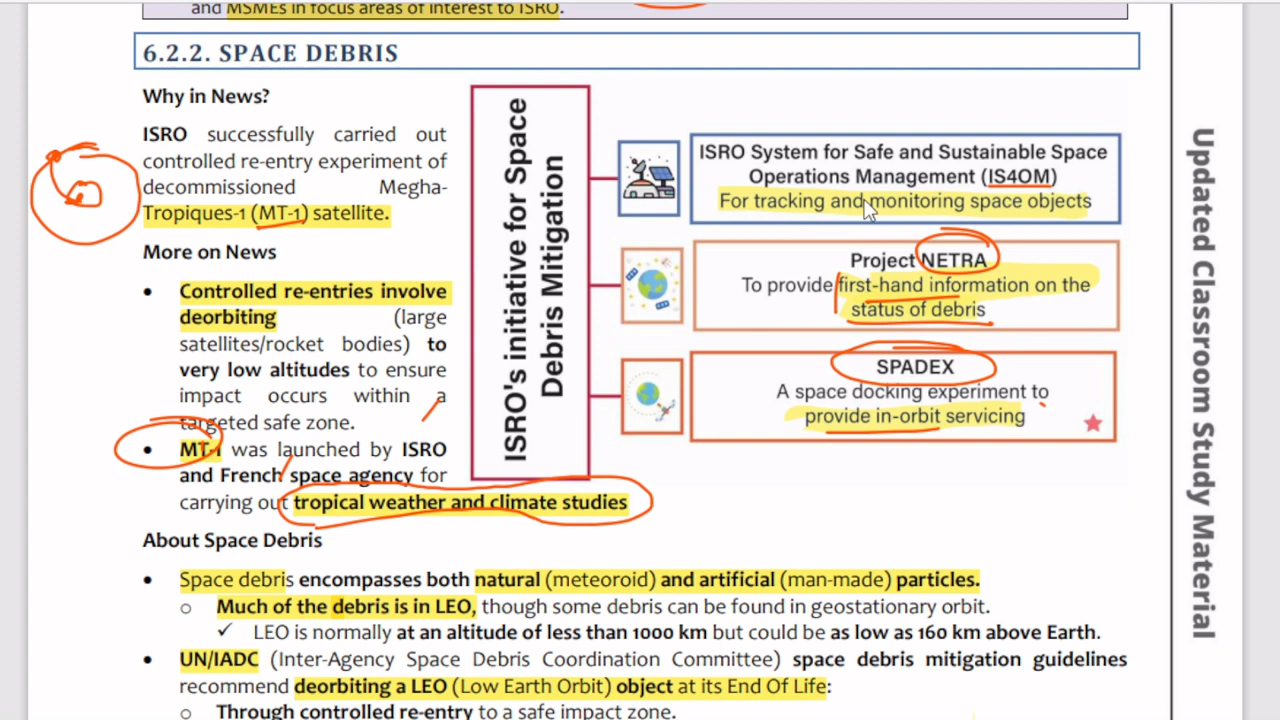 and MSMEs in focus areas of interest to ISRO.
6.2.2. SPACE DEBRIS
Why in News?
ISRO successfully carried out
controlled re-entry experiment of
decommissioned Megha-
Tropiques-1 (MT-1) satellite.
More on News
• Controlled re-entries involve
deorbiting (large
satellites/rocket bodies) to
very low altitudes to ensure
impact occurs within a
targeted safe zone.
• MT-1 was launched by ISRO
and French space agency for
carrying out tropical weather and climate studies
ISRO's initiative for Space
Debris Mitigation
ISRO System for Safe and Sustainable Space
Operations Management (IS4OM)
For tracking and monitoring space objects
Project NETRA
To provide first-hand information on the
status of debris
SPADEX
A space docking experiment to
provide in-orbit servicing
About Space Debris
• Space debris encompasses both natural (meteoroid) and artificial (man-made) particles.
o Much of the debris is in LEO, though some debris can be found in geostationary orbit.
✓ LEO is normally at an altitude of less than 1000 km but could be as low as 160 km above Earth.
• UN/IADC (Inter-Agency Space Debris Coordination Committee) space debris mitigation guidelines
recommend deorbiting a LEO (Low Earth Orbit) object at its End Of Life:
o Through controlled re-entry to a safe impact zone.
Updated Classroom Study Material